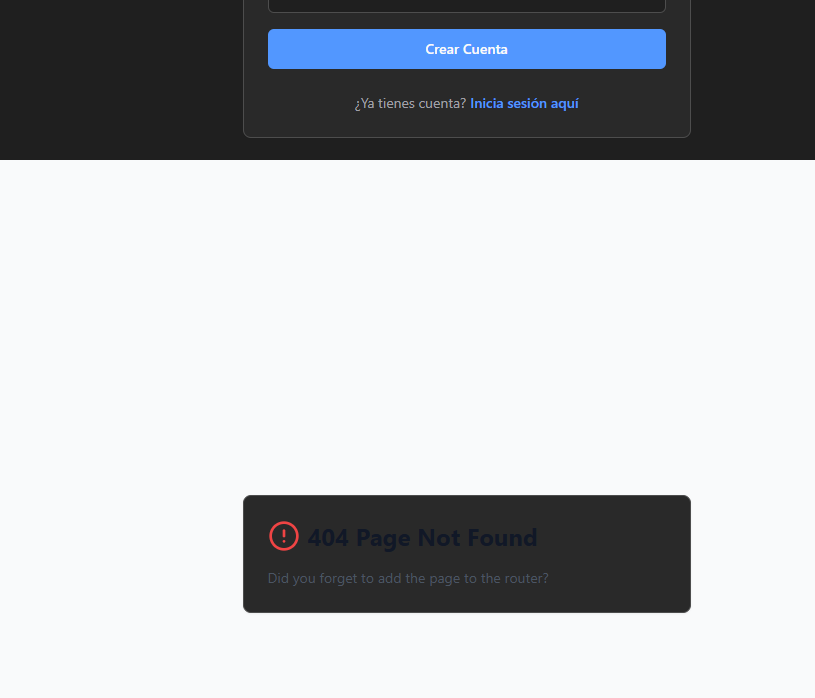 Crear Cuenta
¿Ya tienes cuenta? Inicia sesión aquí
404 Page Not Found
Did you forget to add the page to the router?